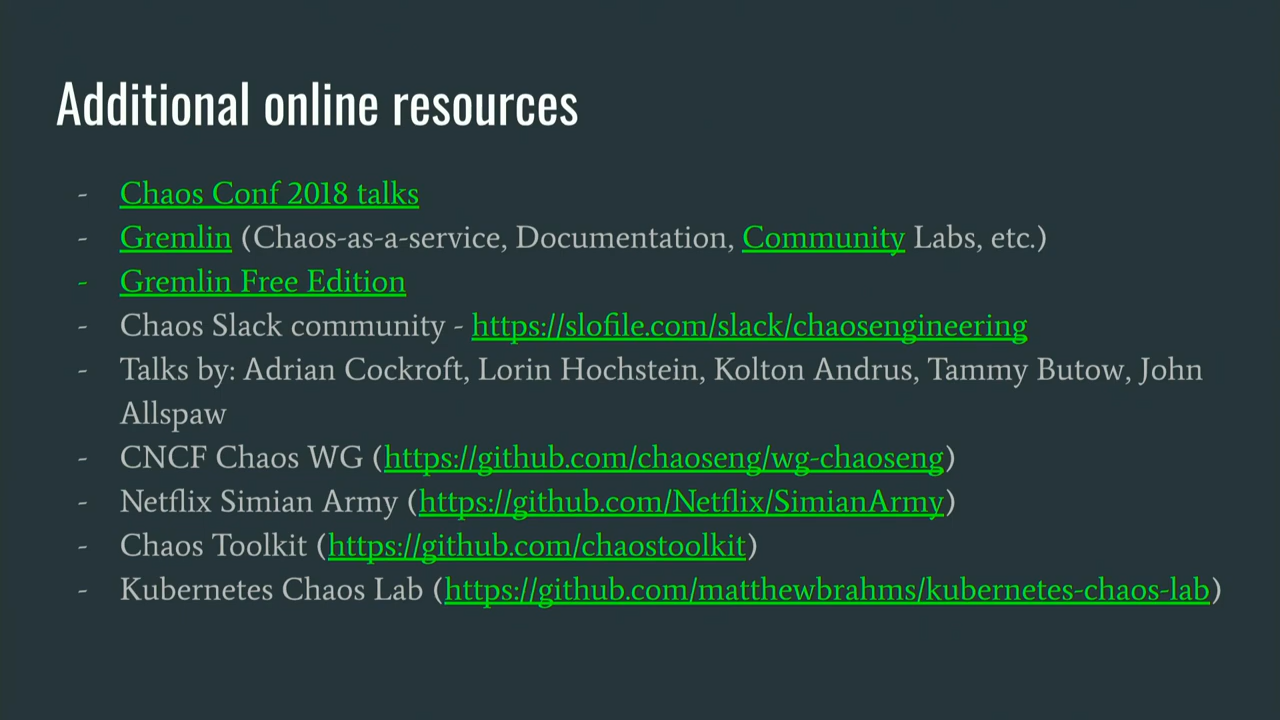 Additional online resources
- Chaos Conf 2018 talks
- Gremlin (Chaos-as-a-service, Documentation, Community Labs, etc.)
- Gremlin Free Edition
- Chaos Slack community - https://slofile.com/slack/chaosengineering
- Talks by: Adrian Cockroft, Lorin Hochstein, Kolton Andrus, Tammy Butow, John
Allspaw
- CNCF Chaos WG (https://github.com/chaoseng/wg-chaoseng)
- Netflix Simian Army (https://github.com/Netflix/SimianArmy)
- Chaos Toolkit (https://github.com/chaostoolkit)
- Kubernetes Chaos Lab (https://github.com/matthewbrahms/kubernetes-chaos-lab)